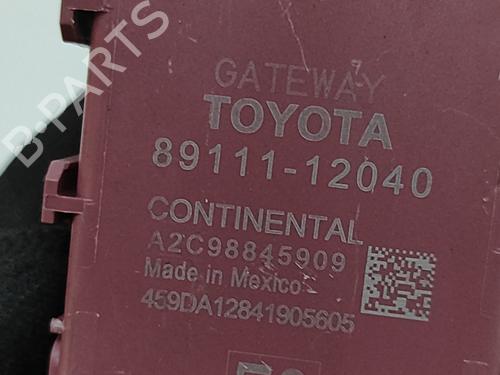 GATEWAY
TOYOTA
89111-12040
CONTINENTAL
A2C98845909
Made in Mexico
459DA12841905605
B-PARTS